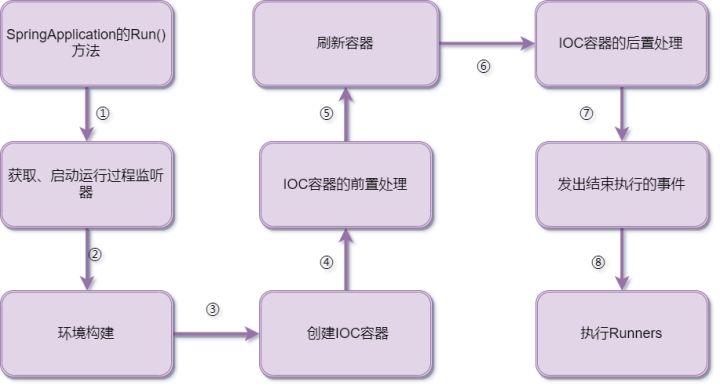 SpringApplication的Run()
方法
①
获取、启动运行过程监听
器
②
环境构建
③
创建IOC容器
④
IOC容器的前置处理
⑤
刷新容器
⑥
IOC容器的后置处理
⑦
发出结束执行的事件
⑧
执行Runners